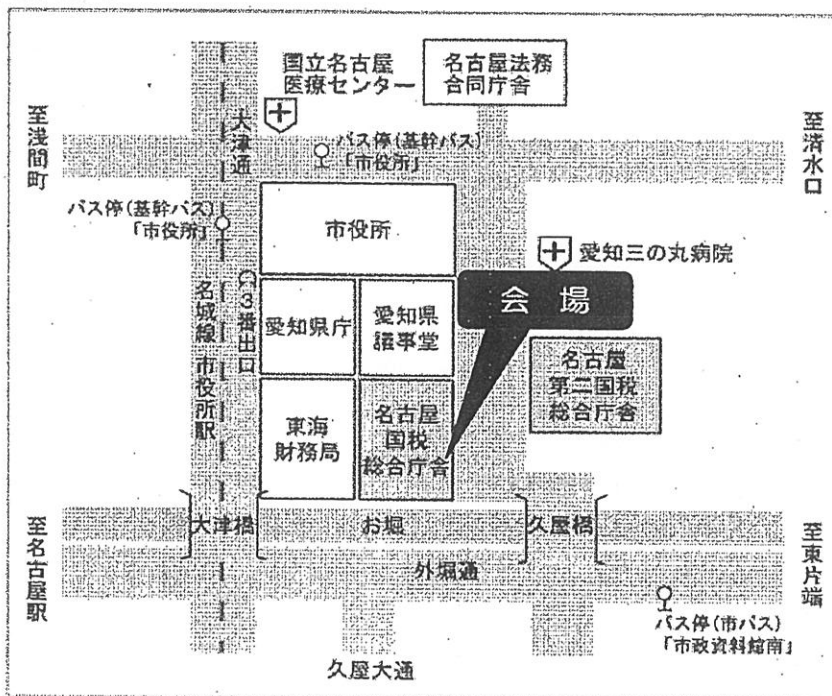 国立名古屋
医療センター
名古屋法務
合同庁舎
至浅間町
大津通
バス停(基幹バス)
「市役所」
至清水口
バス停(基幹バス)
「市役所」
市役所
愛知三の丸病院
会場
名城線 市役所駅
3番出口
愛知県庁
愛知県
議事堂
名古屋
第二国税
総合庁舎
東海
財務局
名古屋
国税
総合庁舎
至名古屋駅
大津橋
お堀
久屋橋
至東片端
外堀通
バス停(市バス)
「市政資料館南」
久屋大通